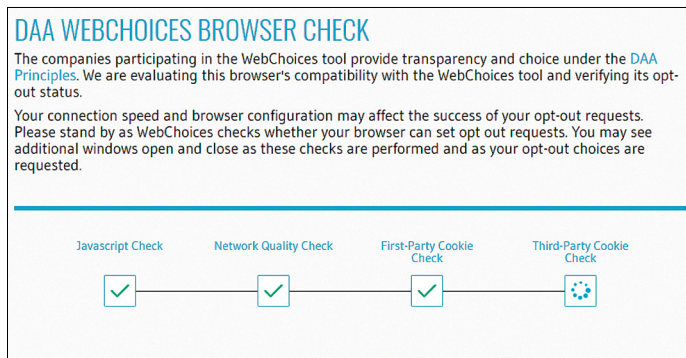 DAA WEBCHOICES BROWSER CHECK
The companies participating in the WebChoices tool provide transparency and choice under the DAA
Principles. We are evaluating this browser's compatibility with the WebChoices tool and verifying its opt-
out status.
Your connection speed and browser configuration may affect the success of your opt-out requests.
Please stand by as WebChoices checks whether your browser can set opt out requests. You may see
additional windows open and close as these checks are performed and as your opt-out choices are
requested.
Javascript Check
Network Quality Check
First-Party Cookie
Check
Third-Party Cookie
Check